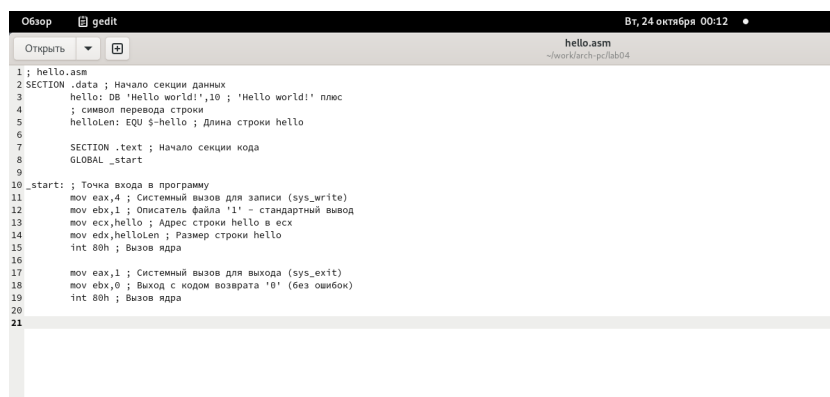 Обзор gedit Вт, 24 октября 00:12
Открыть hello.asm
~/work/arch-pc/lab04
1 ; hello.asm
2 SECTION .data ; Начало секции данных
3 hello: DB 'Hello world!',10 ; 'Hello world!' плюс
4 ; символ перевода строки
5 helloLen: EQU $-hello ; Длина строки hello
6
7 SECTION .text ; Начало секции кода
8 GLOBAL _start
9
10 _start: ; Точка входа в программу
11 mov eax,4 ; Системный вызов для записи (sys_write)
12 mov ebx,1 ; Описатель файла '1' - стандартный вывод
13 mov ecx,hello ; Адрес строки hello в ecx
14 mov edx,helloLen ; Размер строки hello
15 int 80h ; Вызов ядра
16
17 mov eax,1 ; Системный вызов для выхода (sys_exit)
18 mov ebx,0 ; Выход с кодом возврата '0' (без ошибок)
19 int 80h ; Вызов ядра
20
21